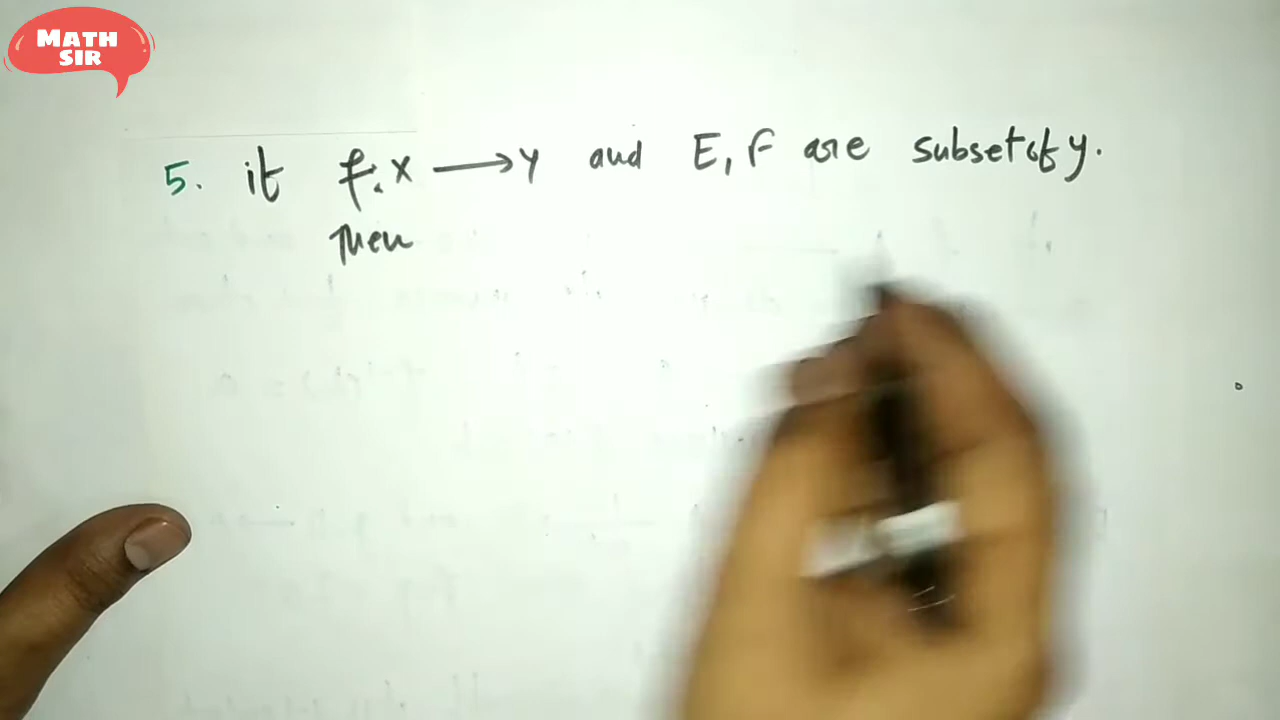 MATH
SIR
5. if f: X ⟶ Y and E, F are subset of y.
Then